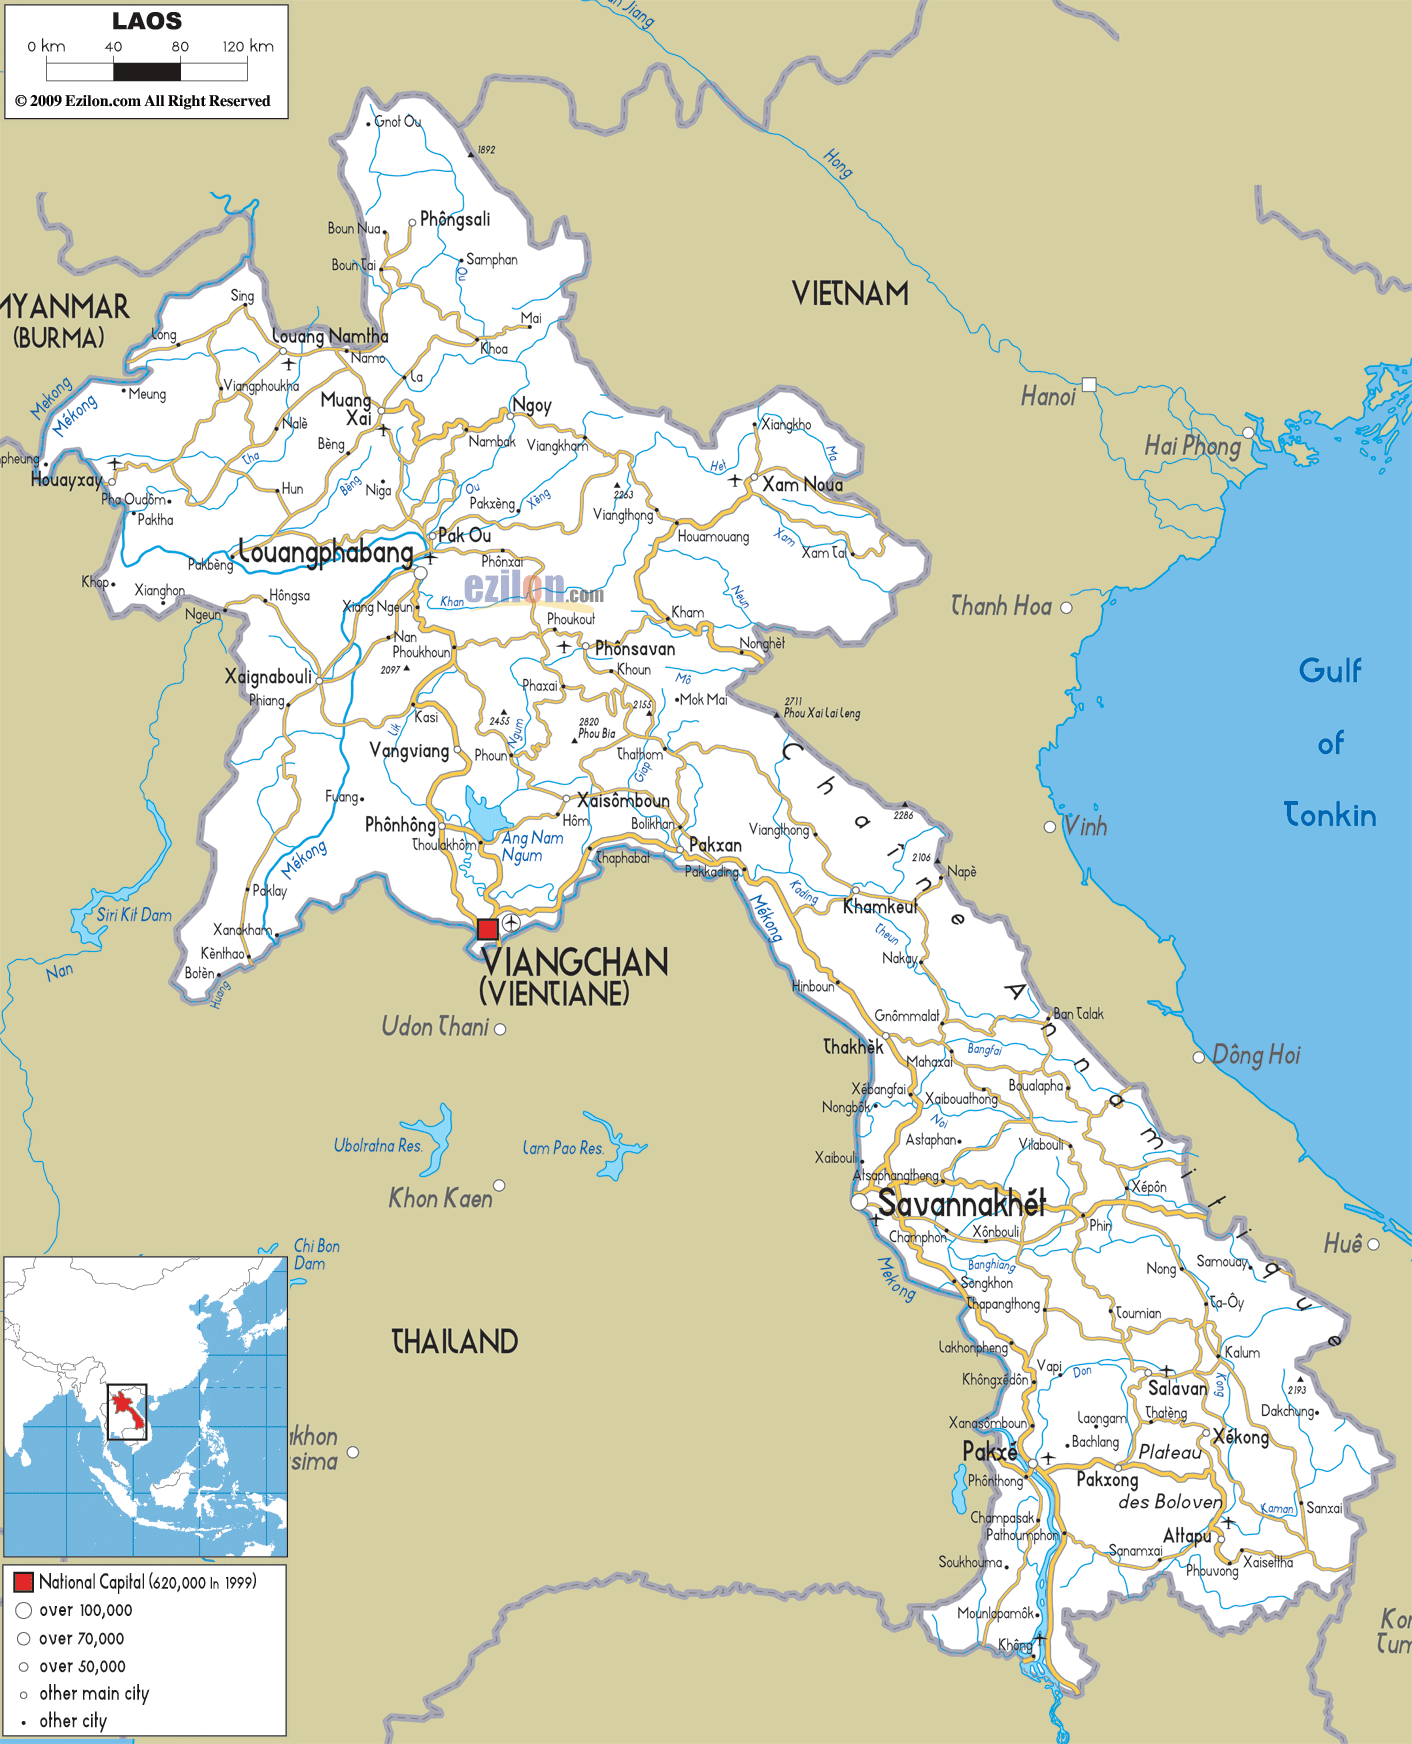 LAOS
0 km 40 80 120 km
© 2009 Ezilon.com All Right Reserved
Jiang
Gnot Ou
1892
Hong
Phôngsali
Boun Nua
Boun Tai
Samphan
Ou
MYANMAR
(BURMA)
VIETNAM
Sing
Mai
Long
Louang Namtha
Namo
Khoa
La
Mekong
Mékong
Meung
Viangphoukha
Muang
Xai
Ngoy
Hanoi
Hai Phong
Nalè
Nambak
Viangkham
Xiangkho
Ma
Het
Bèng
Tha
Houayxay
Hun
Bèng
Niga
Ou
Pakxèng
Xèng
2263
Xam Noua
Pha Oudôm
Paktha
Viangthong
Houamouang
Xam
Xam Tai
Pak Ou
Louangphabang
Pakbèng
Phônxai
ezilon.com
Khop
Xianghon
Hôngsa
Ngeun
Xiang Ngeun
Khan
Neun
Kham
Thanh Hoa
Phoukout
Nan
Phoukhoun
Phônsavan
Nonghèt
2097
Khoun
Xaignabouli
Phaxai
Mô
Mok Mai
Gulf
of
Tonkin
Phiang
Kasi
2455
2820
Phou Bia
2155
2711
Phou Xai Lai Leng
Lik
Ngum
Vangviang
Phoun
Thathom
Giap
Fuang
Xaisômboun
Hôm
Phônhông
Thoulakhôm
Ang Nam
Ngum
Bolikhan
Viangthong
2286
Vinh
Pakxan
Thaphabat
Pakkading
2106
Napè
Mékong
Paklay
Kading
Khamkeut
Chaîne Annamitique
Siri Kit Dam
Xanakham
Mékong
Theun
Kènthao
Botèn
Huang
Nan
VIANGCHAN
(VIENTIANE)
Nakay
Hinboun
Udon Thani
Gnômmalat
Ban Talak
Thakhèk
Bangfai
Mahaxai
Đông Hoi
Xébangfai
Nongbôk
Xaibouathong
Boualapha
Noi
Ubolratna Res.
Lam Pao Res.
Astaphan
Vilabouli
Xaibouli
Atsaphangthong
Xépôn
Khon Kaen
Savannakhét
Phin
Champhon
Xônbouli
Huê
Chi Bon
Dam
Banghiang
Mekong
Nong
Samouay
Songkhon
Thapangthong
Toumian
Ta-Ôy
THAILAND
Lakhonpheng
Kalum
Vapi
Don
Khôngxédôn
Salavan
Kong
2193
Dakchung
Xanasômboun
Laongam
Thatèng
Bachlang
Xékong
Pakxé
Plateau
des Boloven
Phônthong
Pakxong
Champasak
Kaman
Sanxai
Pathoumphon
Attapu
Soukhouma
Sanamxai
Xaisettha
Phouvong
Mounlapamôk
Không
National Capital (620,000 In 1999)
over 100,000
over 70,000
over 50,000
other main city
other city